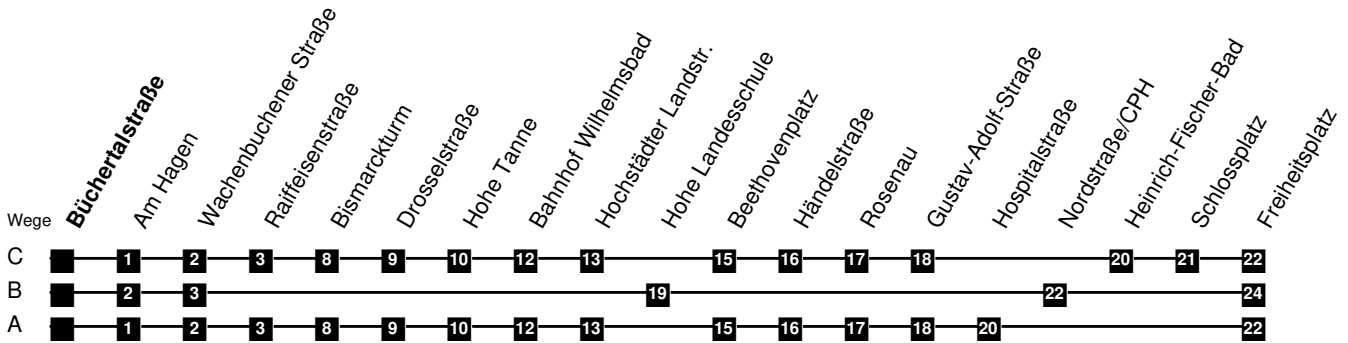 Büchertalstraße
Am Hagen
Wachenbuchener Straße
Raiffeisenstraße
Bismarckturm
Drosselstraße
Hohe Tanne
Bahnhof Wilhelmsbad
Hochstädter Landstr.
Hohe Landesschule
Beethovenplatz
Händelstraße
Rosenau
Gustav-Adolf-Straße
Hospitalstraße
Nordstraße/CPH
Heinrich-Fischer-Bad
Schlossplatz
Freiheitsplatz
Wege
C 1 2 3 8 9 10 12 13 15 16 17 18 20 21 22
B 2 3 19 22 24
A 1 2 3 8 9 10 12 13 15 16 17 18 20 22